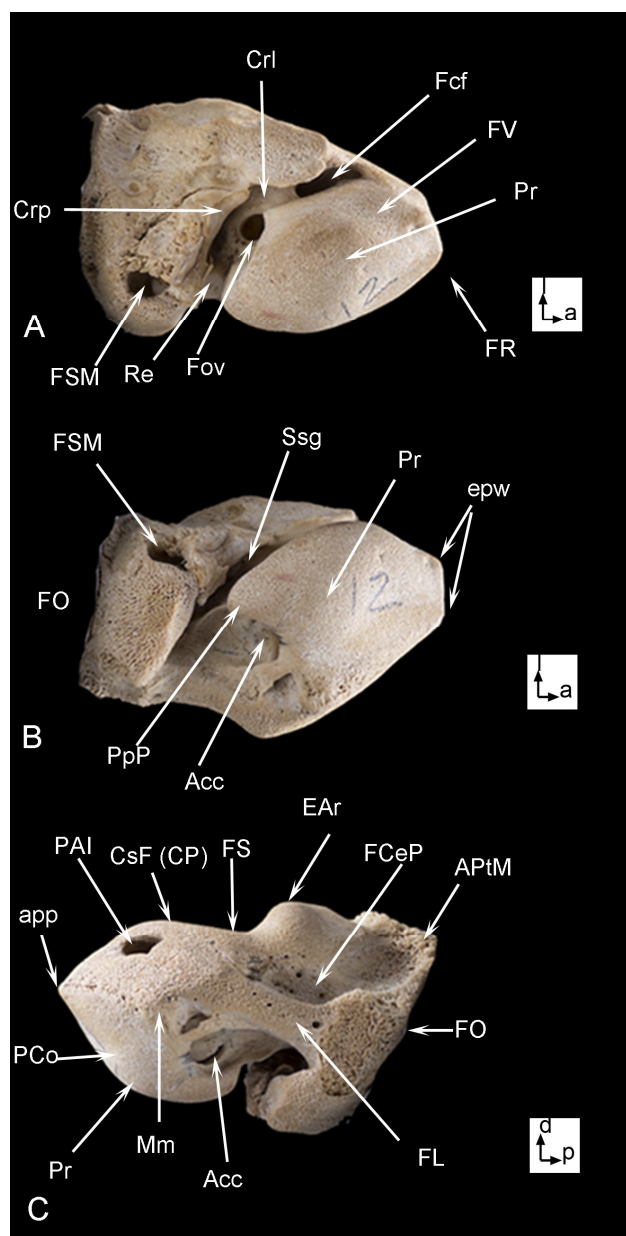 Crl
Fcf
FV
Pr
Crp
l
a
12
A
FR
FSM
Re
Fov
FSM
Ssg
Pr
epw
FO
12
l
a
B
PpP
Acc
EAr
PAI
CsF (CP)
FS
FCeP
APtM
app
FO
PCo
Mm
d
p
Pr
Acc
FL
C